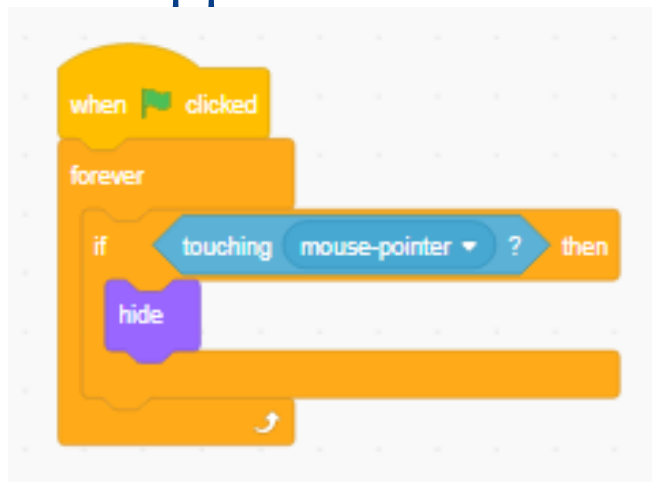 when clicked
forever
if touching mouse-pointer ? then
hide